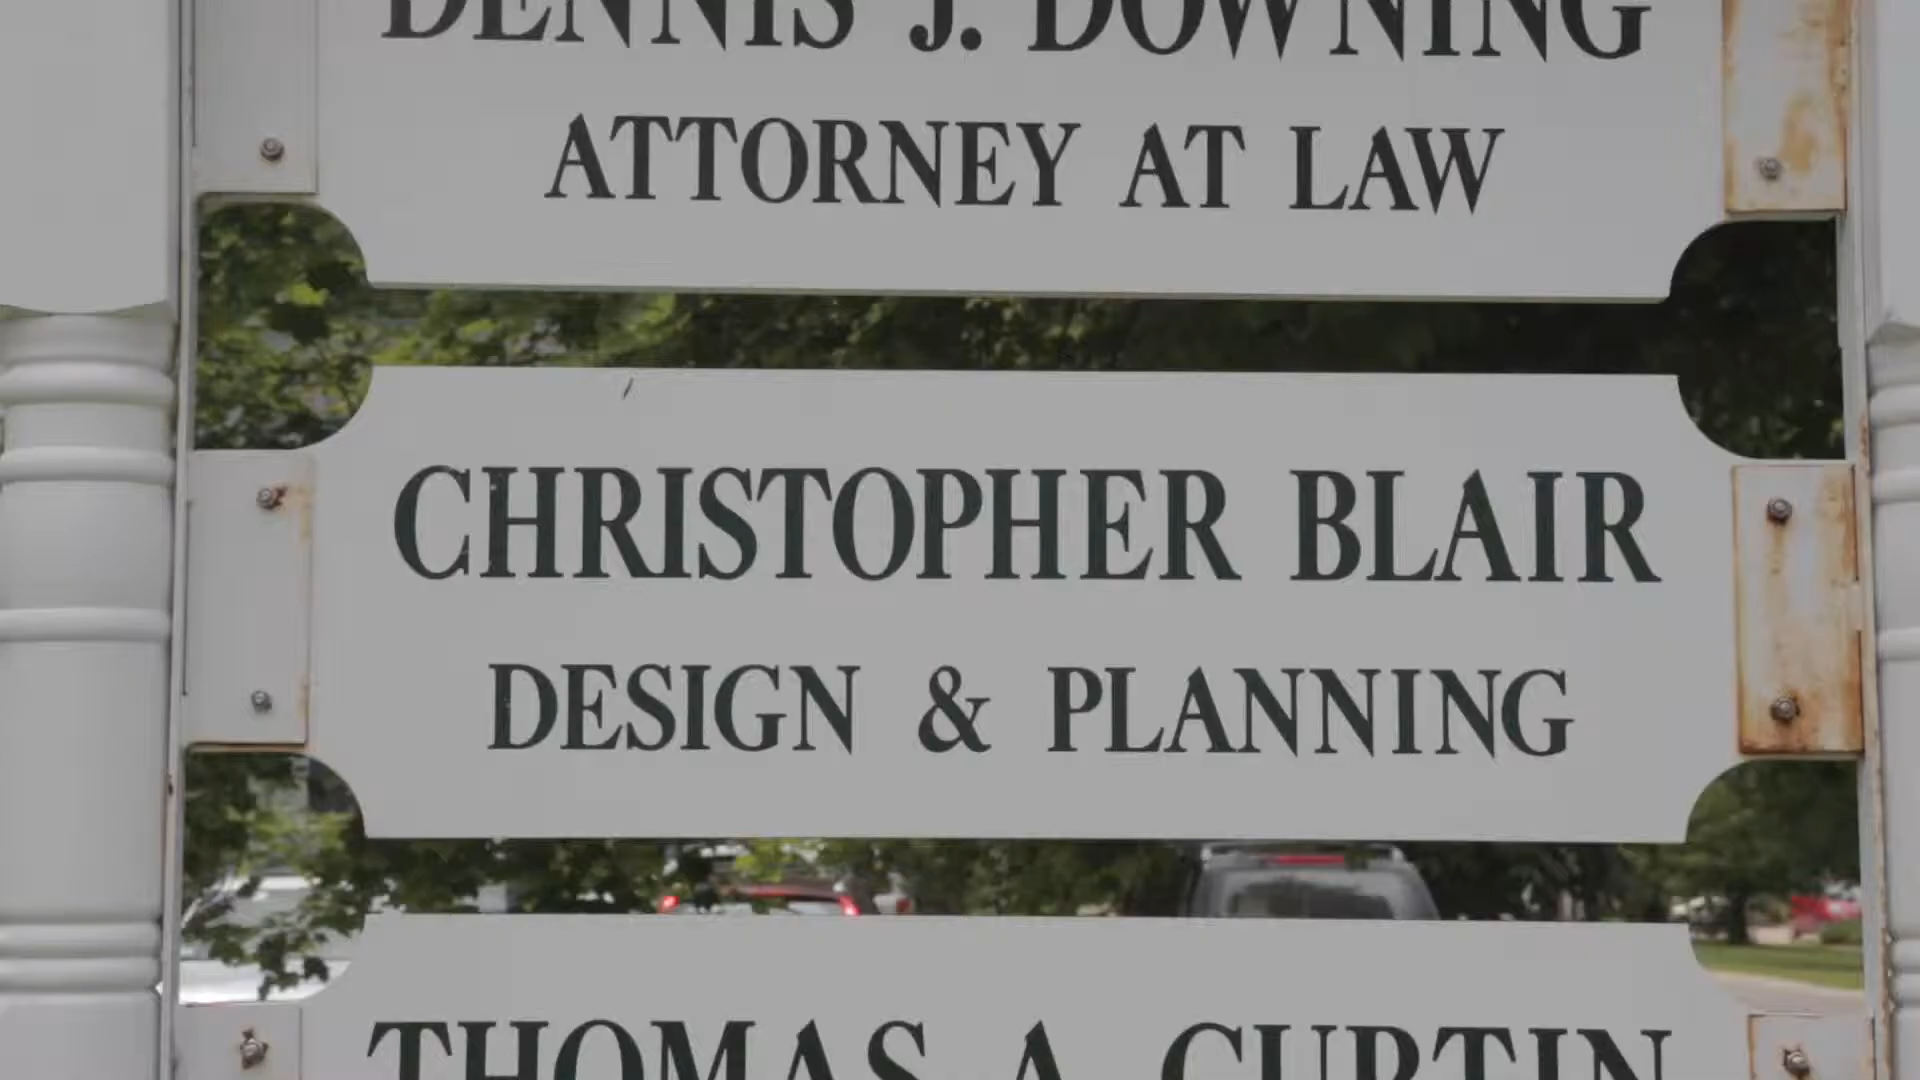 DENNIS J. DOWNING
ATTORNEY AT LAW
CHRISTOPHER BLAIR
DESIGN & PLANNING
THOMAS A. CURTIN